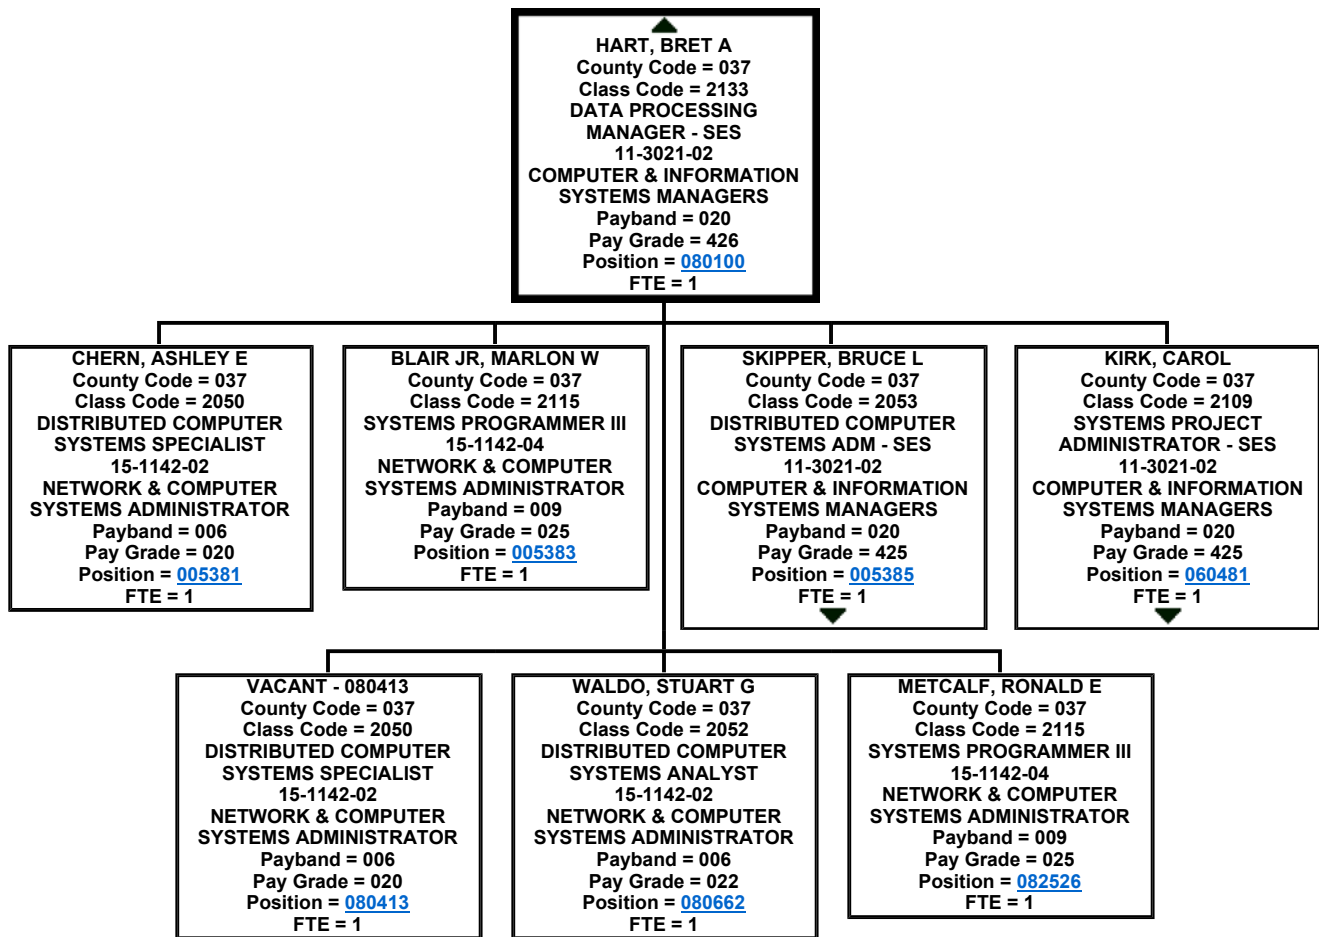 HART, BRET A
County Code = 037
Class Code = 2133
DATA PROCESSING
MANAGER - SES
11-3021-02
COMPUTER & INFORMATION
SYSTEMS MANAGERS
Payband = 020
Pay Grade = 426
Position = 080100
FTE = 1
CHERN, ASHLEY E
County Code = 037
Class Code = 2050
DISTRIBUTED COMPUTER
SYSTEMS SPECIALIST
15-1142-02
NETWORK & COMPUTER
SYSTEMS ADMINISTRATOR
Payband = 006
Pay Grade = 020
Position = 005381
FTE = 1
BLAIR JR, MARLON W
County Code = 037
Class Code = 2115
SYSTEMS PROGRAMMER III
15-1142-04
NETWORK & COMPUTER
SYSTEMS ADMINISTRATOR
Payband = 009
Pay Grade = 025
Position = 005383
FTE = 1
SKIPPER, BRUCE L
County Code = 037
Class Code = 2053
DISTRIBUTED COMPUTER
SYSTEMS ADM - SES
11-3021-02
COMPUTER & INFORMATION
SYSTEMS MANAGERS
Payband = 020
Pay Grade = 425
Position = 005385
FTE = 1
KIRK, CAROL
County Code = 037
Class Code = 2109
SYSTEMS PROJECT
ADMINISTRATOR - SES
11-3021-02
COMPUTER & INFORMATION
SYSTEMS MANAGERS
Payband = 020
Pay Grade = 425
Position = 060481
FTE = 1
VACANT - 080413
County Code = 037
Class Code = 2050
DISTRIBUTED COMPUTER
SYSTEMS SPECIALIST
15-1142-02
NETWORK & COMPUTER
SYSTEMS ADMINISTRATOR
Payband = 006
Pay Grade = 020
Position = 080413
FTE = 1
WALDO, STUART G
County Code = 037
Class Code = 2052
DISTRIBUTED COMPUTER
SYSTEMS ANALYST
15-1142-02
NETWORK & COMPUTER
SYSTEMS ADMINISTRATOR
Payband = 006
Pay Grade = 022
Position = 080662
FTE = 1
METCALF, RONALD E
County Code = 037
Class Code = 2115
SYSTEMS PROGRAMMER III
15-1142-04
NETWORK & COMPUTER
SYSTEMS ADMINISTRATOR
Payband = 009
Pay Grade = 025
Position = 082526
FTE = 1